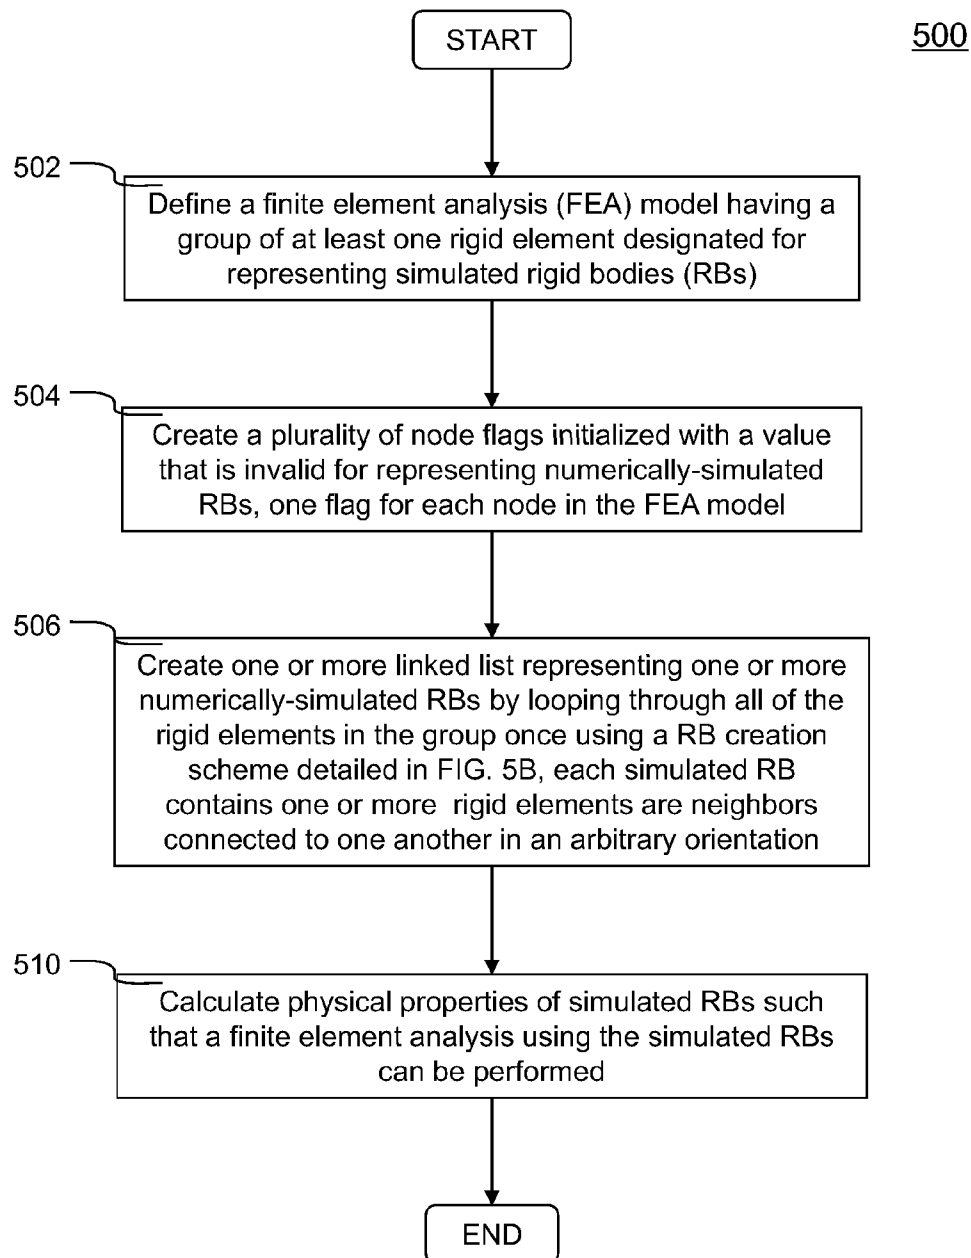 START
500
502
Define a finite element analysis (FEA) model having a
group of at least one rigid element designated for
representing simulated rigid bodies (RBs)
504
Create a plurality of node flags initialized with a value
that is invalid for representing numerically-simulated
RBs, one flag for each node in the FEA model
506
Create one or more linked list representing one or more
numerically-simulated RBs by looping through all of the
rigid elements in the group once using a RB creation
scheme detailed in FIG. 5B, each simulated RB
contains one or more rigid elements are neighbors
connected to one another in an arbitrary orientation
510
Calculate physical properties of simulated RBs such
that a finite element analysis using the simulated RBs
can be performed
END